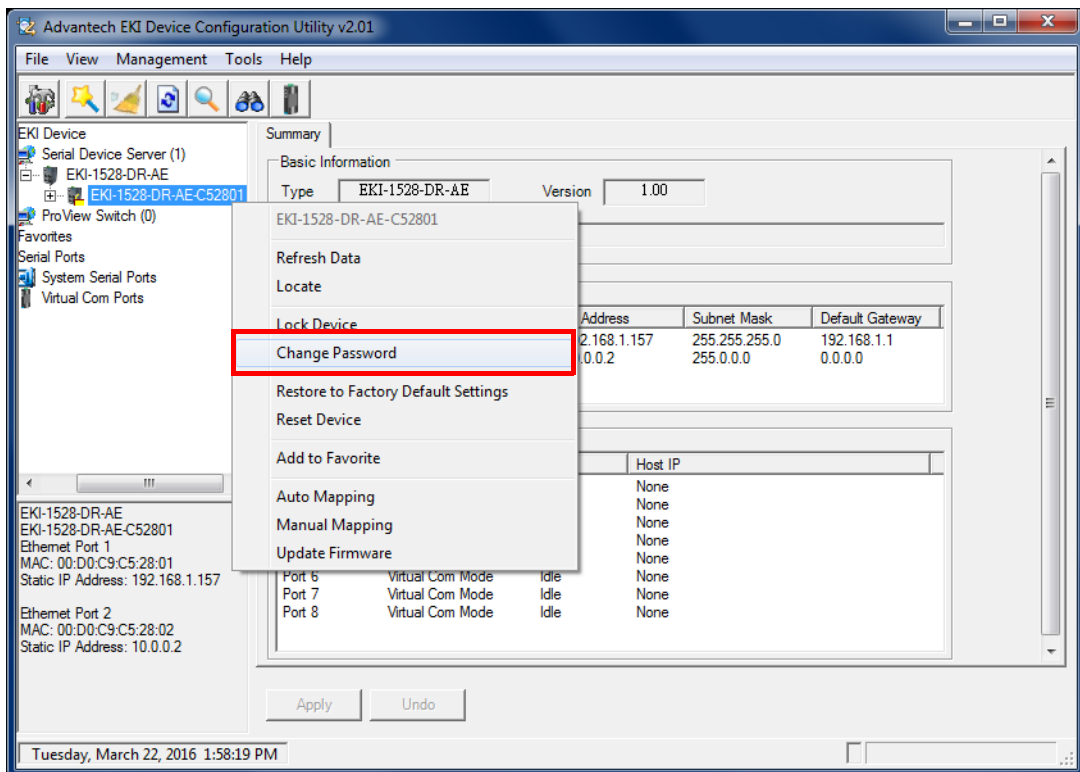 Advantech EKI Device Configuration Utility v2.01
File View Management Tools Help
EKI Device
Serial Device Server (1)
EKI-1528-DR-AE
EKI-1528-DR-AE-C52801
ProView Switch (0)
Favorites
Serial Ports
System Serial Ports
Virtual Com Ports
EKI-1528-DR-AE
EKI-1528-DR-AE-C52801
Ethernet Port 1
MAC: 00:D0:C9:C5:28:01
Static IP Address: 192.168.1.157
Ethernet Port 2
MAC: 00:D0:C9:C5:28:02
Static IP Address: 10.0.0.2
Summary
Basic Information
Type EKI-1528-DR-AE Version 1.00
EKI-1528-DR-AE-C52801
Refresh Data
Locate
Lock Device
Change Password
Restore to Factory Default Settings
Reset Device
Add to Favorite
Auto Mapping
Manual Mapping
Update Firmware
Address Subnet Mask Default Gateway
2.168.1.157 255.255.255.0 192.168.1.1
.0.0.2 255.0.0.0 0.0.0.0
Host IP
None
None
None
None
None
Port 6 Virtual Com Mode Idle None
Port 7 Virtual Com Mode Idle None
Port 8 Virtual Com Mode Idle None
Apply Undo
Tuesday, March 22, 2016 1:58:19 PM